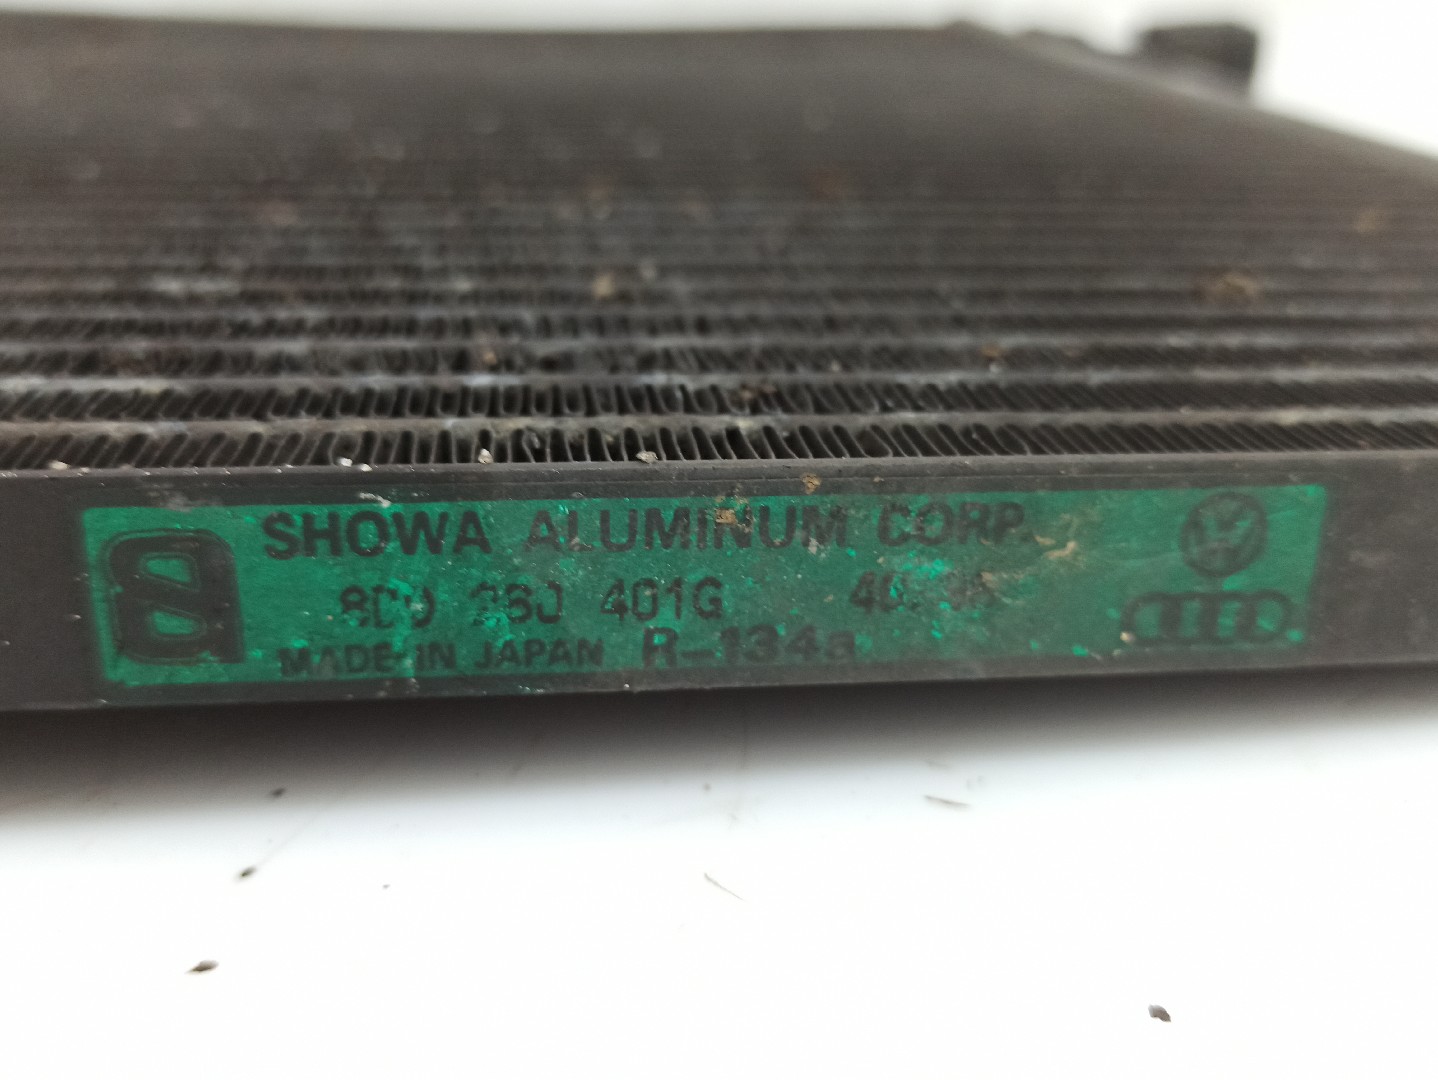 SHOWA ALUMINUM CORP.
8D0 260 401G
MADE IN JAPAN R-134a